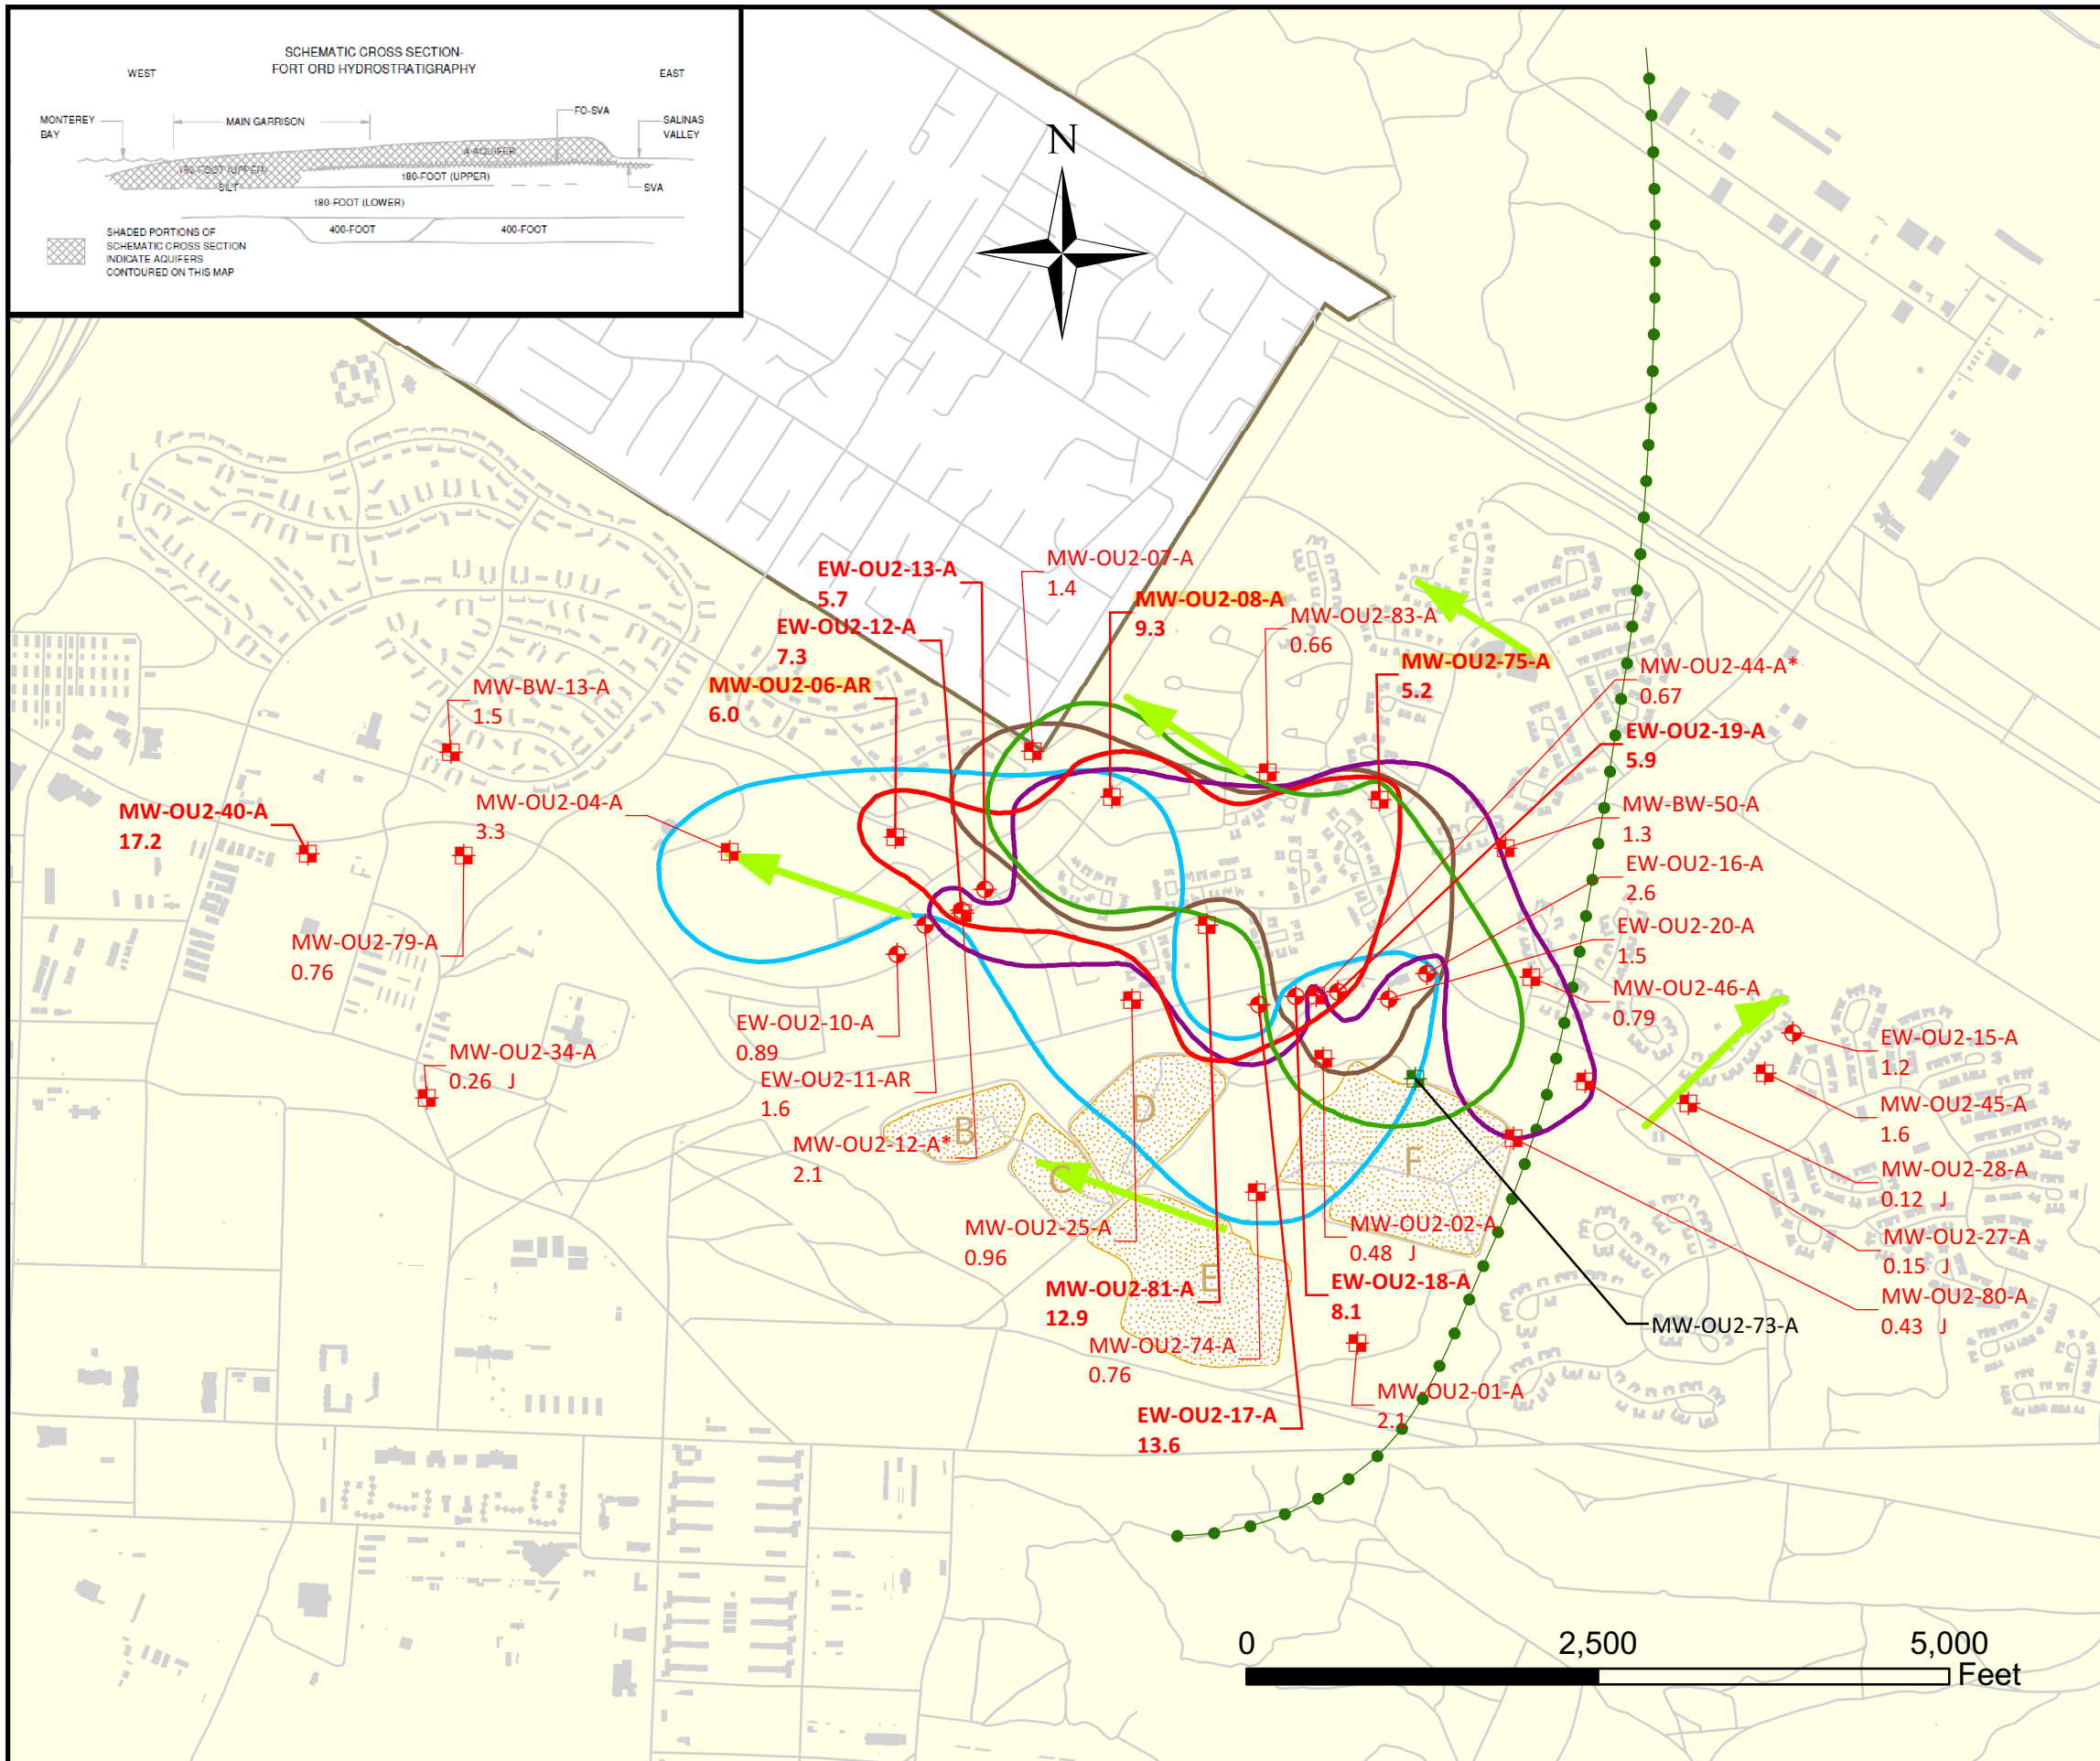 SCHEMATIC CROSS SECTION-
FORT ORD HYDROSTRATIGRAPHY
WEST
EAST
MONTEREY
BAY
MAIN GARRISON
FO-SVA
SALINAS
VALLEY
A-AQUIFER
180-FOOT (UPPER)
180-FOOT (UPPER)
SILT
SVA
180-FOOT (LOWER)
400-FOOT
400-FOOT
SHADED PORTIONS OF
SCHEMATIC CROSS SECTION
INDICATE AQUIFERS
CONTOURED ON THIS MAP
N
MW-OU2-07-A
1.4
EW-OU2-13-A
5.7
MW-OU2-08-A
9.3
MW-OU2-83-A
0.66
EW-OU2-12-A
7.3
MW-OU2-75-A
5.2
MW-OU2-44-A*
0.67
MW-OU2-06-AR
6.0
MW-BW-13-A
1.5
EW-OU2-19-A
5.9
MW-OU2-40-A
17.2
MW-OU2-04-A
3.3
MW-BW-50-A
1.3
EW-OU2-16-A
2.6
EW-OU2-20-A
1.5
MW-OU2-79-A
0.76
MW-OU2-46-A
0.79
EW-OU2-10-A
0.89
EW-OU2-15-A
1.2
MW-OU2-34-A
0.26 J
EW-OU2-11-AR
1.6
MW-OU2-45-A
1.6
MW-OU2-12-A*
2.1
B
C
D
E
F
MW-OU2-28-A
0.12 J
MW-OU2-25-A
0.96
MW-OU2-02-A
0.48 J
MW-OU2-27-A
0.15 J
MW-OU2-81-A
12.9
EW-OU2-18-A
8.1
MW-OU2-80-A
0.43 J
MW-OU2-73-A
MW-OU2-74-A
0.76
MW-OU2-01-A
2.1
EW-OU2-17-A
13.6
0 2,500 5,000
Feet